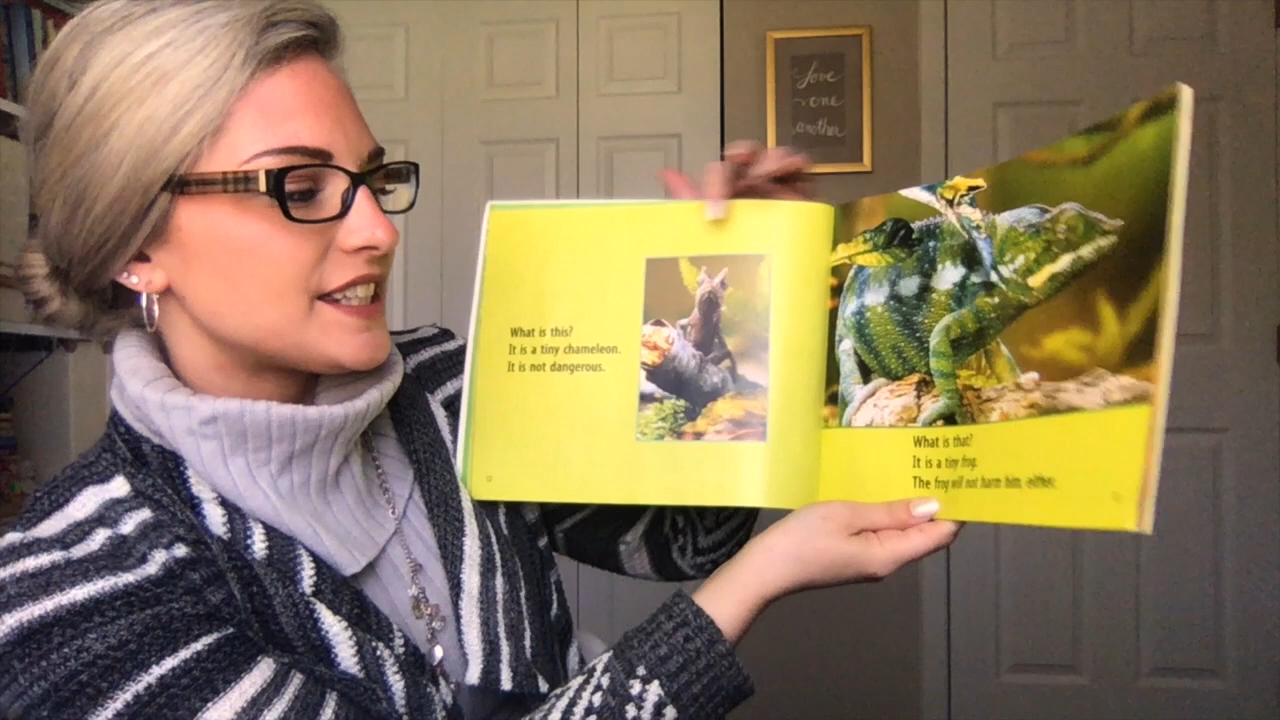 Love
one
another
What is this?
It is a tiny chameleon.
It is not dangerous.
12
What is that?
It is a tiny frog.
The frog will not harm him, either.